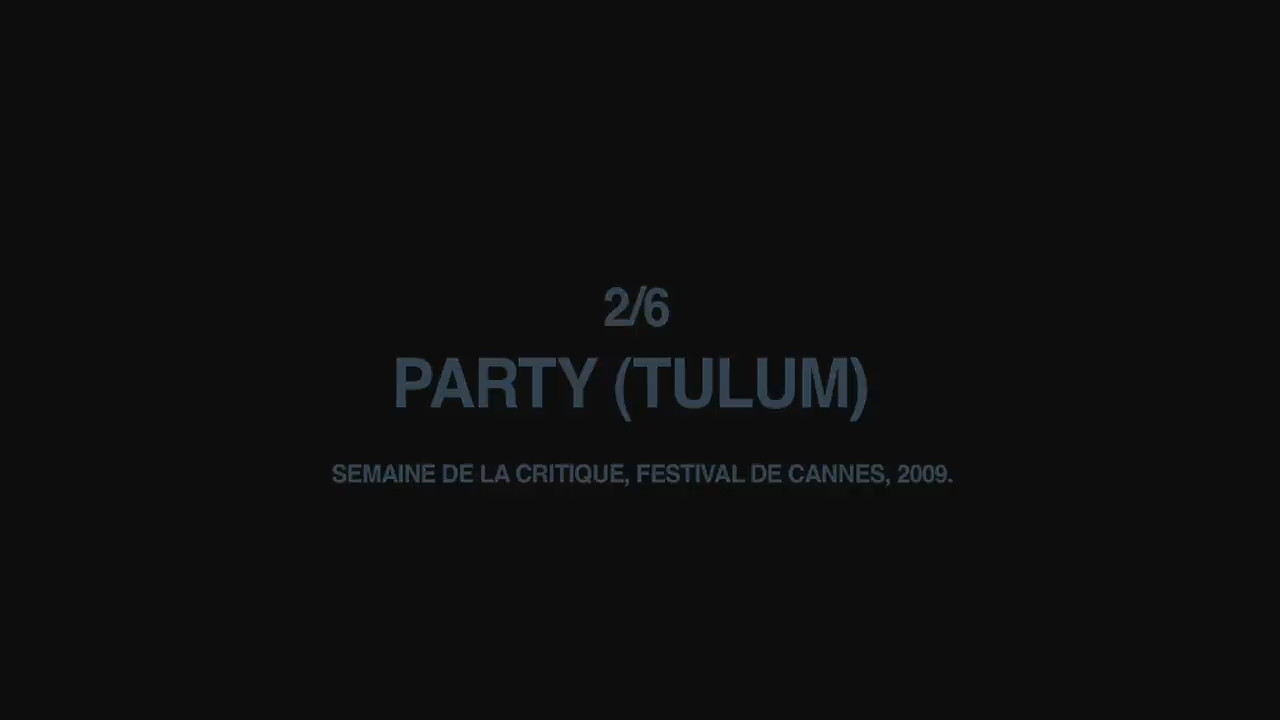 2/6
PARTY (TULUM)
SEMAINE DE LA CRITIQUE, FESTIVAL DE CANNES, 2009.